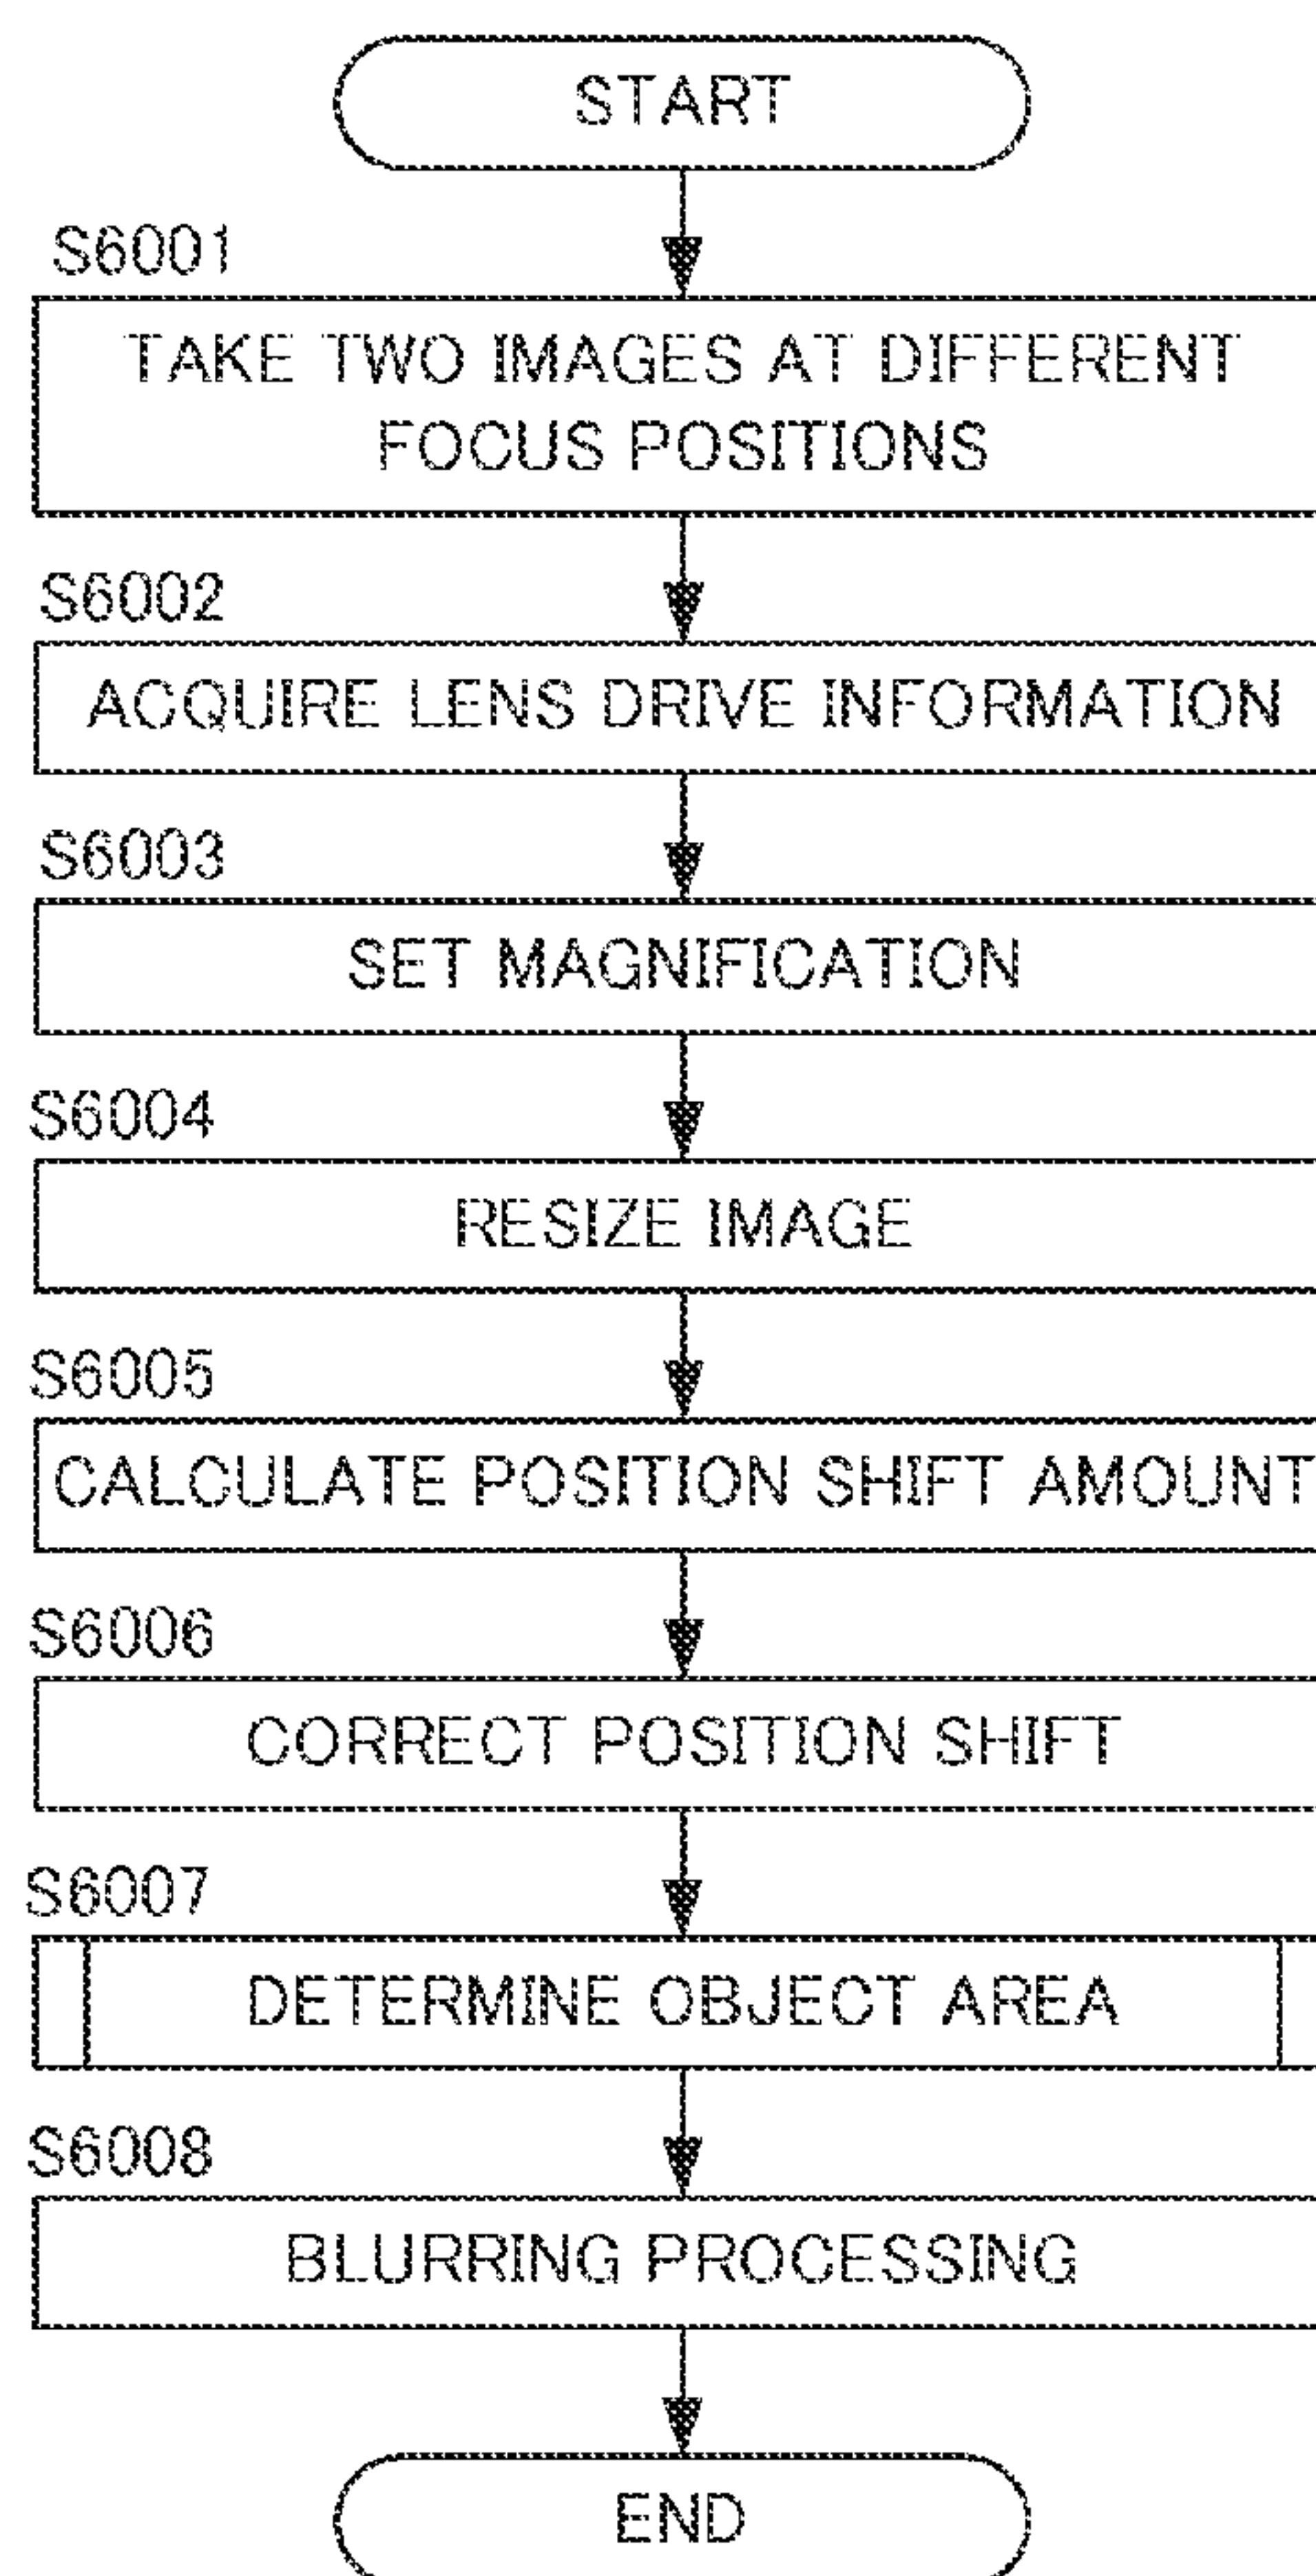 START
S6001
TAKE TWO IMAGES AT DIFFERENT
FOCUS POSITIONS
S6002
ACQUIRE LENS DRIVE INFORMATION
S6003
SET MAGNIFICATION
S6004
RESIZE IMAGE
S6005
CALCULATE POSITION SHIFT AMOUNT
S6006
CORRECT POSITION SHIFT
S6007
DETERMINE OBJECT AREA
S6008
BLURRING PROCESSING
END